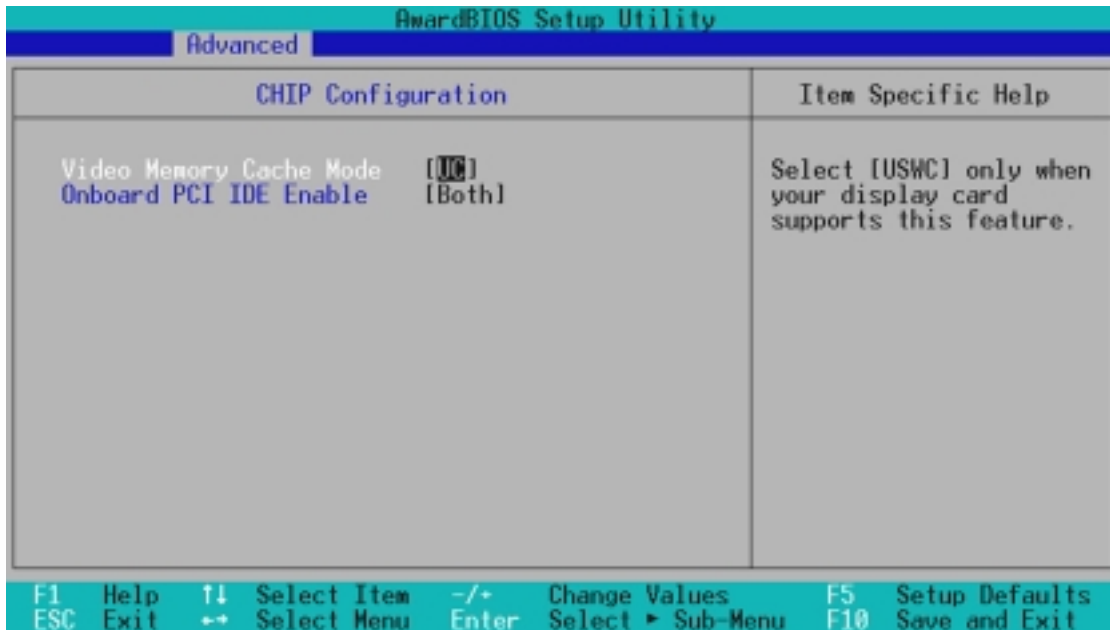 AwardBIOS Setup Utility
Advanced
CHIP Configuration
Item Specific Help
Video Memory Cache Mode [UC]
Onboard PCI IDE Enable [Both]
Select [USWC] only when
your display card
supports this feature.
F1 Help ↑↓ Select Item -/+ Change Values F5 Setup Defaults
ESC Exit ←→ Select Menu Enter Select ► Sub-Menu F10 Save and Exit